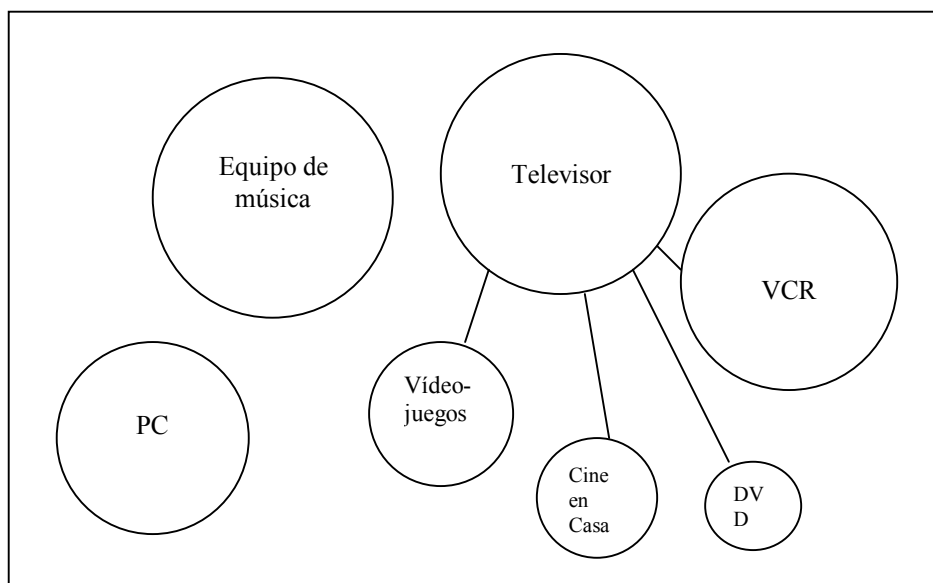 Equipo de
música
Televisor
VCR
PC
Vídeo-
juegos
Cine
en
Casa
DV
D